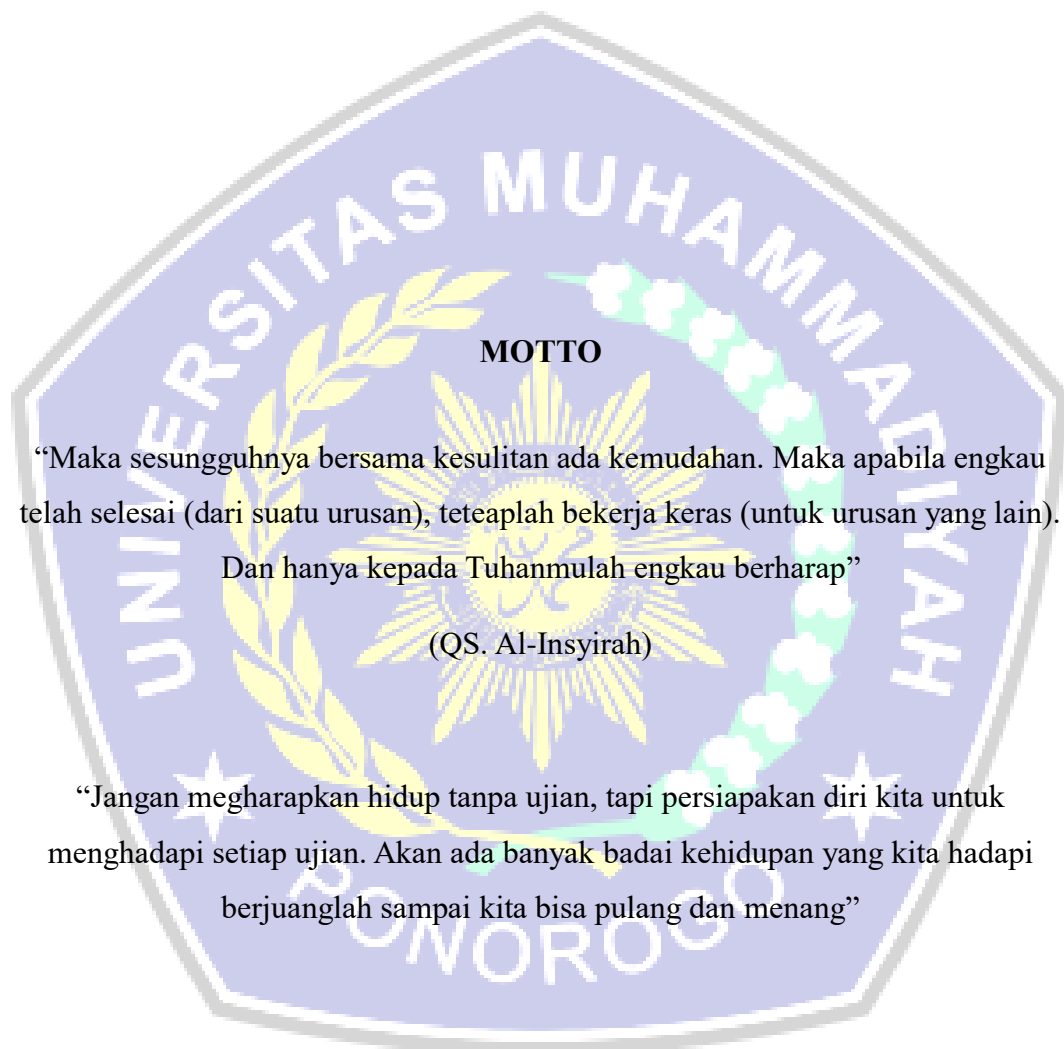 UNIVERSITAS MUHAMMADIYAH
MOTTO
“Maka sesungguhnya bersama kesulitan ada kemudahan. Maka apabila engkau
telah selesai (dari suatu urusan), teteaplah bekerja keras (untuk urusan yang lain).
Dan hanya kepada Tuhanmulah engkau berharap”
(QS. Al-Insyirah)
“Jangan megharapkan hidup tanpa ujian, tapi persiapakan diri kita untuk
menghadapi setiap ujian. Akan ada banyak badai kehidupan yang kita hadapi
berjuanglah sampai kita bisa pulang dan menang”
PONOROGO